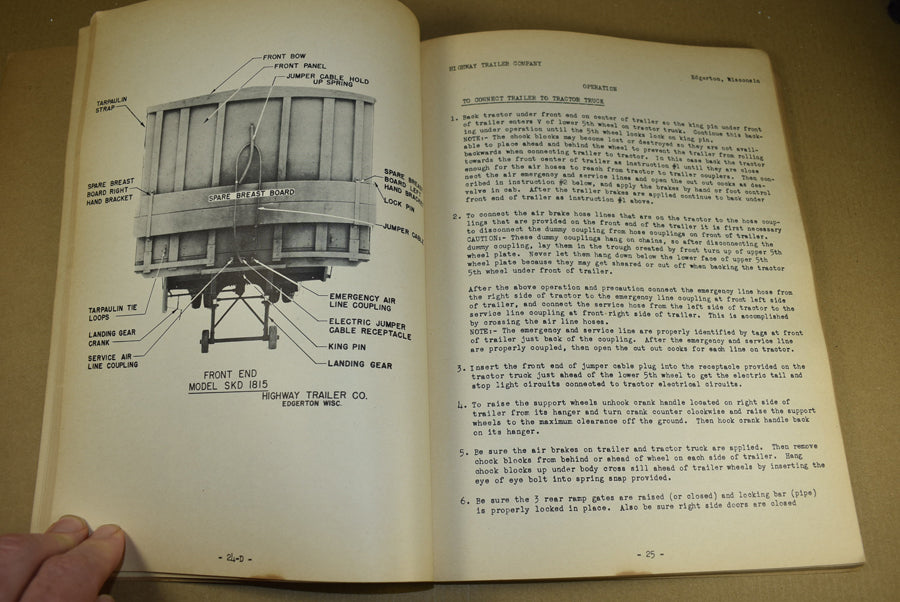 FRONT BOW
FRONT PANEL
JUMPER CABLE HOLD
UP SPRING
TARPAULIN
STRAP
SPARE BREAST
BOARD RIGHT
HAND BRACKET
SPARE BREAST BOARD
SPARE
BOARD LEFT
HAND BRACK
LOCK PIN
JUMPER CABL
TARPAULIN TIE
LOOPS
LANDING GEAR
CRANK
SERVICE AIR
LINE COUPLING
EMERGENCY AIR
LINE COUPLING
ELECTRIC JUMPER
CABLE RECEPTACLE
KING PIN
LANDING GEAR
FRONT END
MODEL SKD 1815
HIGHWAY TRAILER CO.
EDGERTON WISC.
- 24-D -
HIGHWAY TRAILER COMPANY
Edgerton, Wisconsin
OPERATION
TO CONNECT TRAILER TO TRACTOR TRUCK
1. Back tractor under front end on center of trailer so the king pin under front
of trailer enters V of lower 5th wheel on tractor trunk. Continue this back-
ing under operation until the 5th wheel locks lock on king pin.
NOTE:- The chock blocks may become lost or destroyed so they are not avail-
able to place ahead and behind the wheel to prevent the trailer from rolling
backwards when connecting trailer to tractor. In this case back the tractor
towards the front center of trailer as instruction #1 until they are close
enough for the air hoses to reach from tractor to trailer couplers. Then con-
nect the air emergency and service lines and open the cut out cocks as des-
cribed in instruction #2 below, and apply the brakes by hand or foot control
valve in cab. After the trailer brakes are applied continue to back under
front end of trailer as instruction #1 above.
2. To connect the air brake hose lines that are on the tractor to the hose coup-
lings that are provided on the front end of the trailer it is first necessary
to disconnect the dummy coupling from hose couplings on front of trailer.
CAUTION:- These dummy couplings hang on chains, so after disconnecting the
dummy coupling, lay them in the trough created by front turn up of upper 5th
wheel plate. Never let them hang down below the lower face of upper 5th
wheel plate because they may get sheared or cut off when backing the tractor
5th wheel under front of trailer.
After the above operation and precaution connect the emergency line hose from
the right side of tractor to the emergency line coupling at front left side
of trailer, and connect the service hose from the left side of tractor to the
service line coupling at front right side of trailer. This is accomplished
by crossing the air line hoses.
NOTE:- The emergency and service line are properly identified by tags at front
of trailer just back of the coupling. After the emergency and service line
are properly coupled, then open the cut out cocks for each line on tractor.
3. Insert the front end of jumper cable plug into the receptacle provided on the
tractor truck just ahead of the lower 5th wheel to get the electric tail and
stop light circuits connected to tractor electrical circuits.
4. To raise the support wheels unhook crank handle located on right side of
trailer from its hanger and turn crank counter clockwise and raise the support
wheels to the maximum clearance off the ground. Then hook crank handle back
on its hanger.
5. Be sure the air brakes on trailer and tractor truck are applied. Then remove
chock blocks from behind or ahead of wheel on each side of trailer. Hang
chock blocks up under body cross sill ahead of trailer wheels by inserting the
eye of eye bolt into spring snap provided.
6. Be sure the 3 rear ramp gates are raised (or closed) and locking bar (pipe)
is properly locked in place. Also be sure right side doors are closed
- 25 -